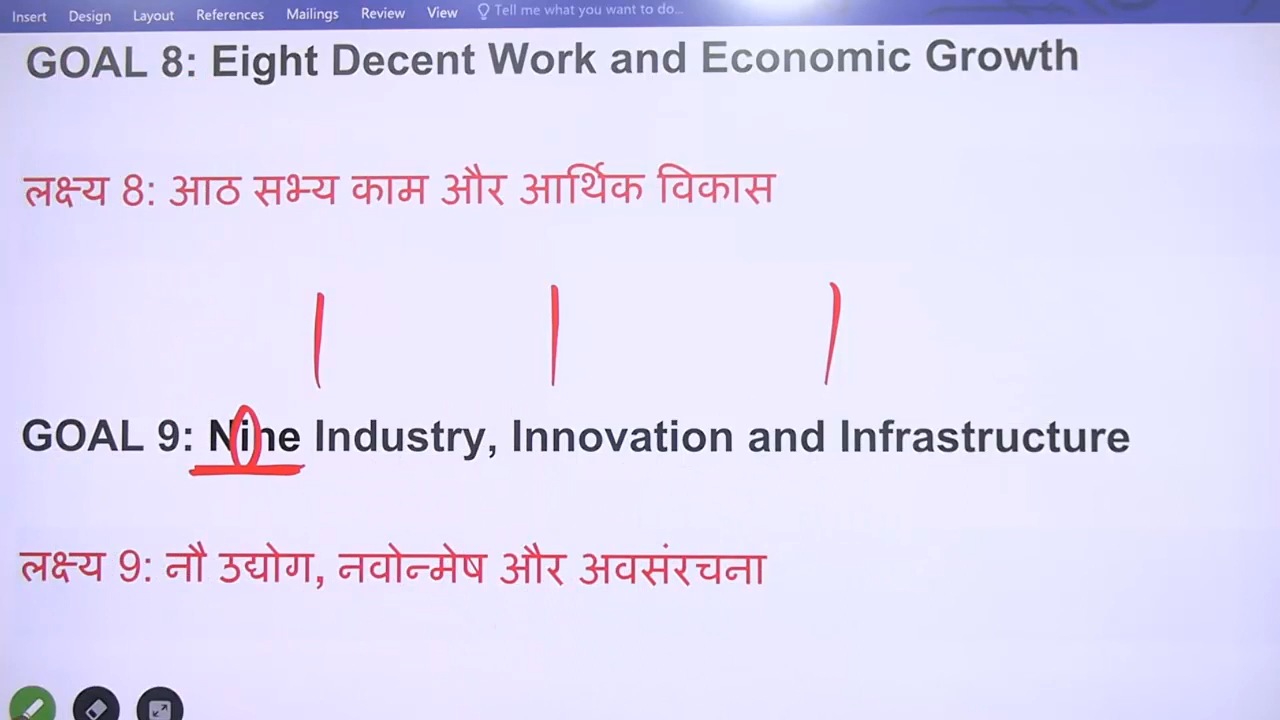 Insert Design Layout References Mailings Review View Tell me what you want to do...
GOAL 8: Eight Decent Work and Economic Growth
लक्ष्य 8: आठ सभ्य काम और आर्थिक विकास
GOAL 9: Nine Industry, Innovation and Infrastructure
लक्ष्य 9: नौ उद्योग, नवोन्मेष और अवसंरचना